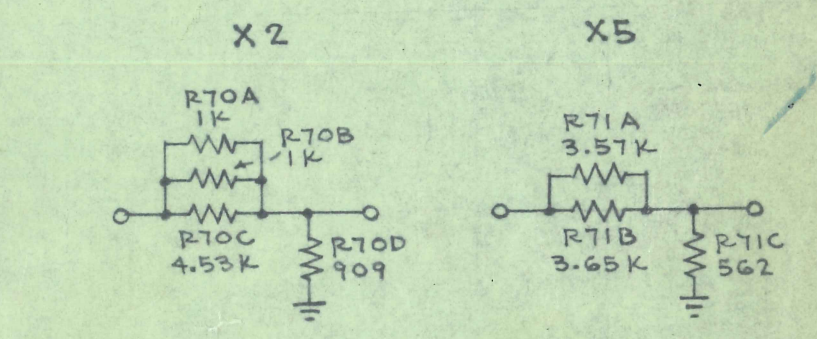 X2
X5
R70A
1K
R70B
1K
R70C
4.53K
R70D
909
R71A
3.57K
R71B
3.65K
R71C
562